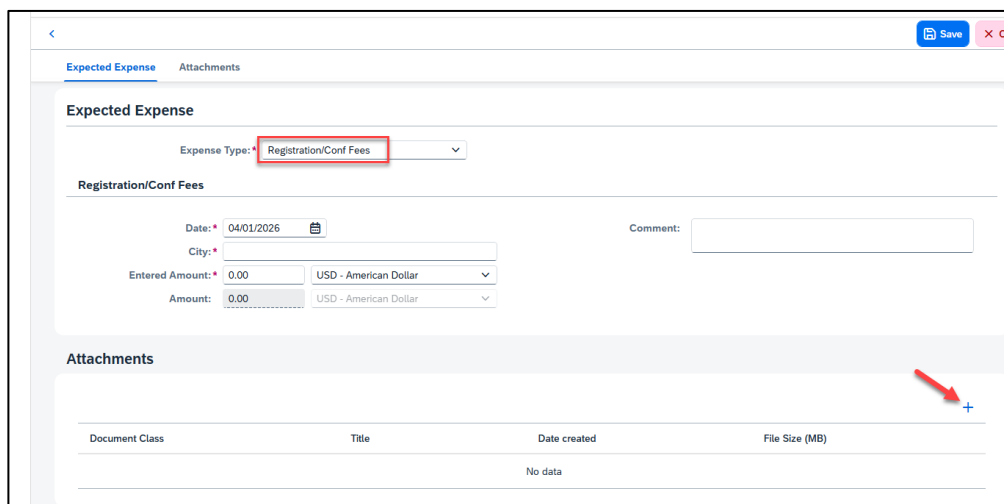 Save
Expected Expense Attachments
Expected Expense
Expense Type:* Registration/Conf Fees
Registration/Conf Fees
Date:* 04/01/2026 Comment:
City:*
Entered Amount:* 0.00 USD - American Dollar
Amount: 0.00 USD - American Dollar
Attachments
Document Class Title Date created File Size (MB)
No data